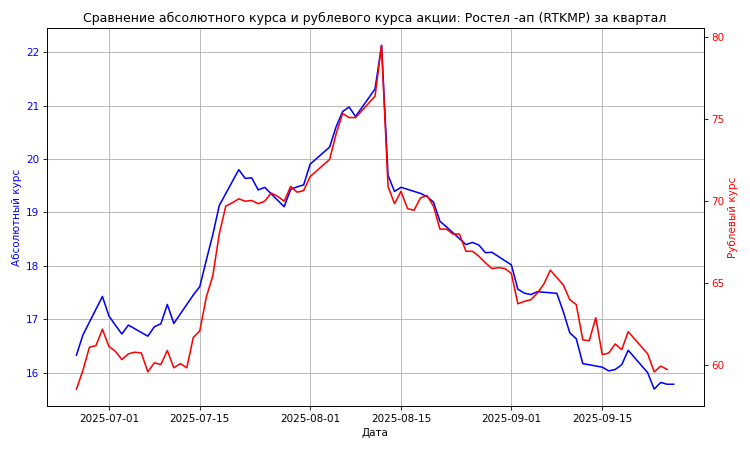 Сравнение абсолютного курса и рублевого курса акции: Ростел -ап (RTKMP) за квартал
22
21
20
19
18
17
16
Абсолютный курс
80
75
70
65
60
Рублевый курс
2025-07-01 2025-07-15 2025-08-01 2025-08-15 2025-09-01 2025-09-15
Дата